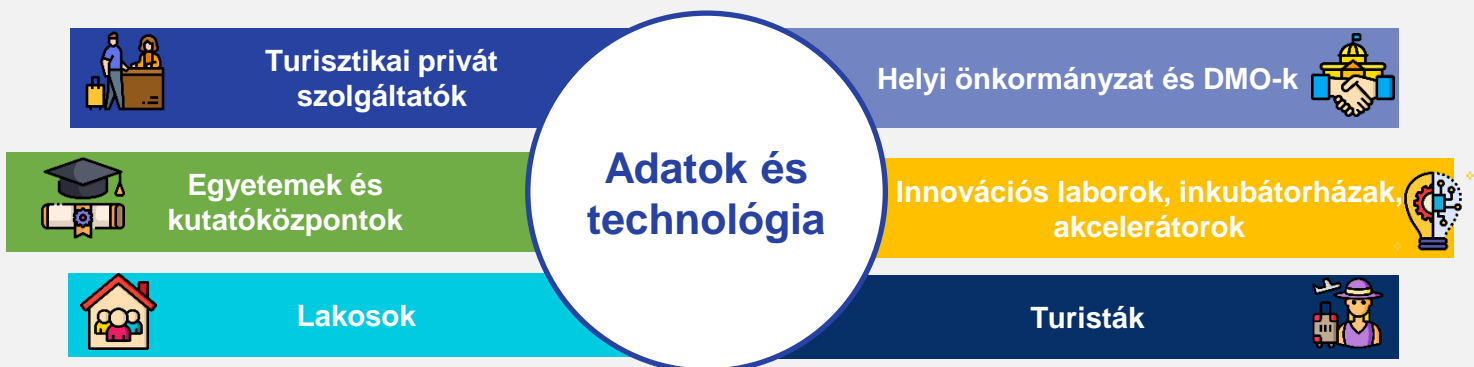 Turisztikai privát
szolgáltatók
Helyi önkormányzat és DMO-k
Adatok és
technológia
Egyetemek és
kutatóközpontok
Innovációs laborok, inkubátorházak,
akcelerátorok
Lakosok
Turisták